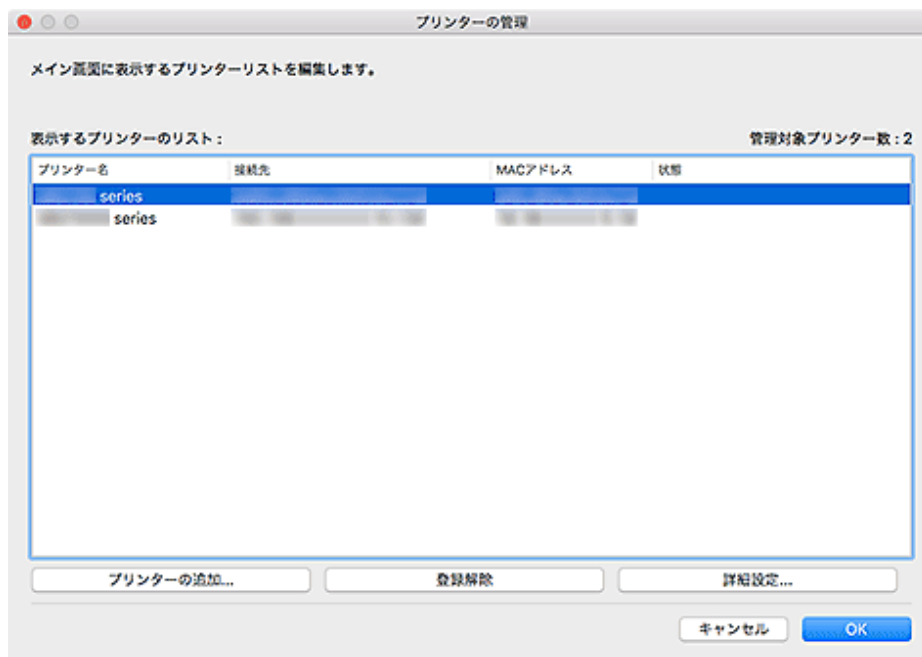 プリンターの管理
メイン画面に表示するプリンターリストを編集します。
表示するプリンターのリスト： 管理対象プリンター数：2
プリンター名 接続先 MACアドレス 状態
series
series
プリンターの追加... 登録解除 詳細設定...
キャンセル OK